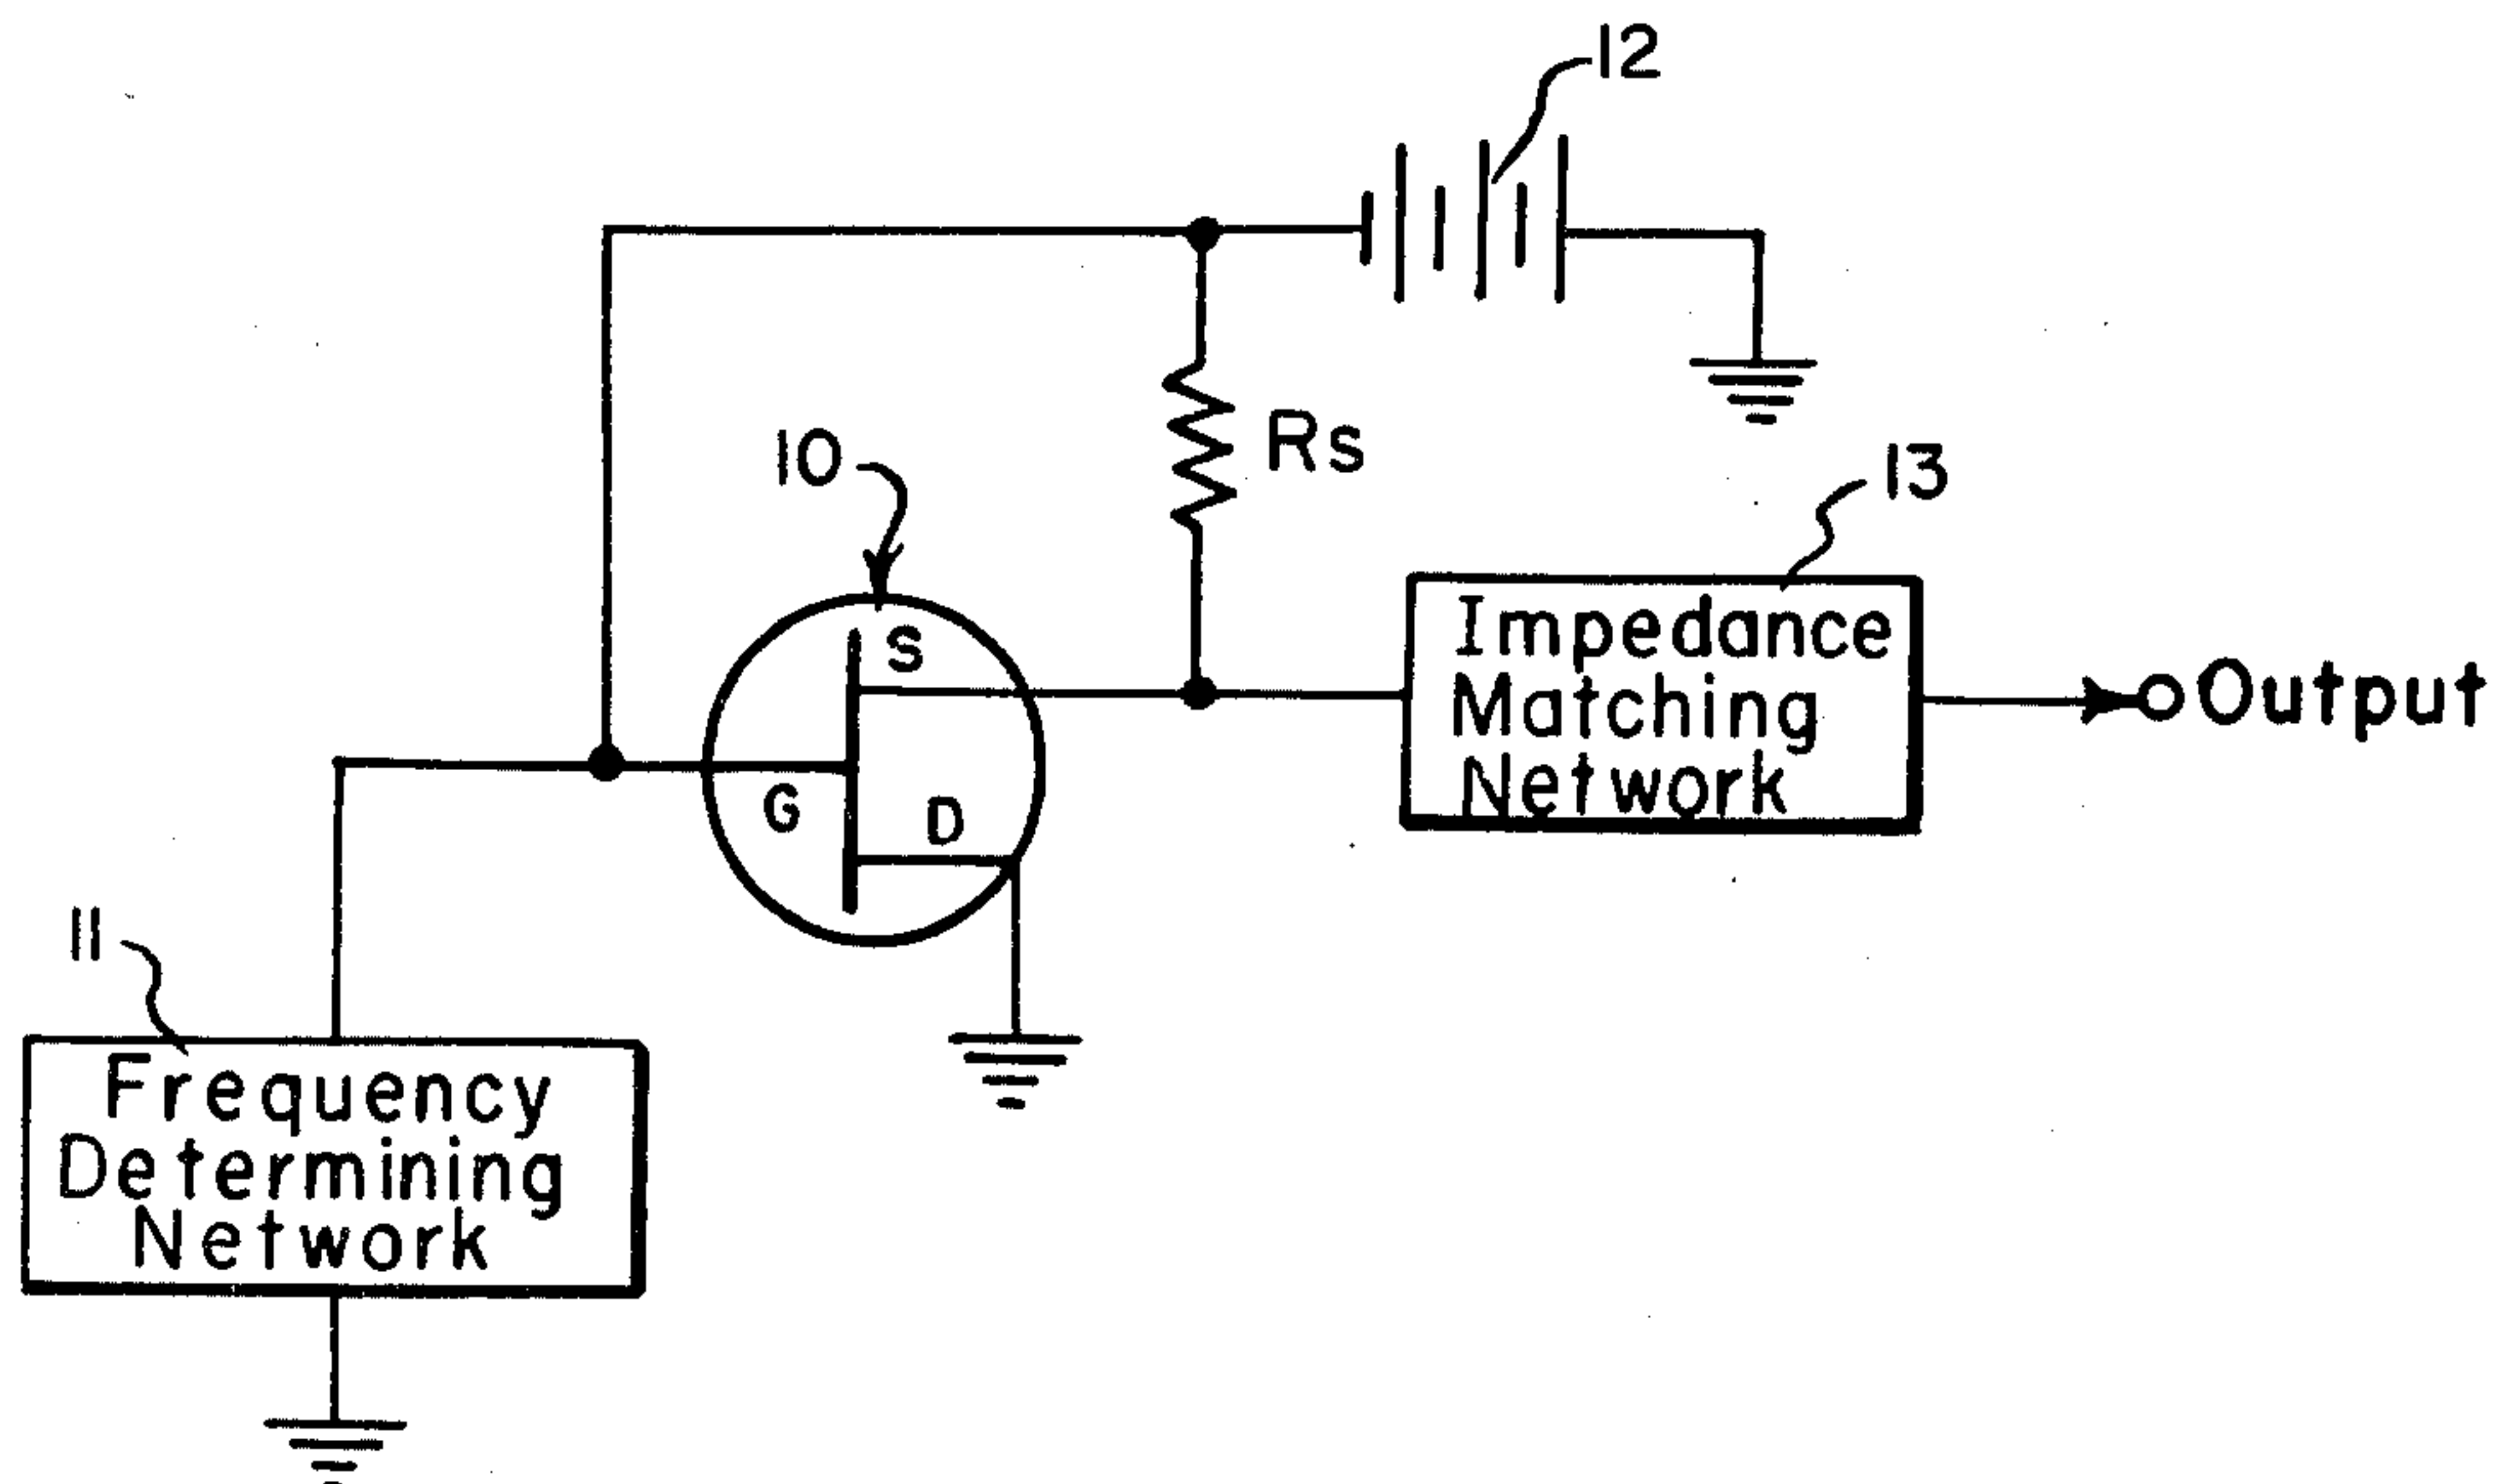 12
Rs
10
13
S
Impedance
Matching
Network
Output
G
D
11
Frequency
Determining
Network